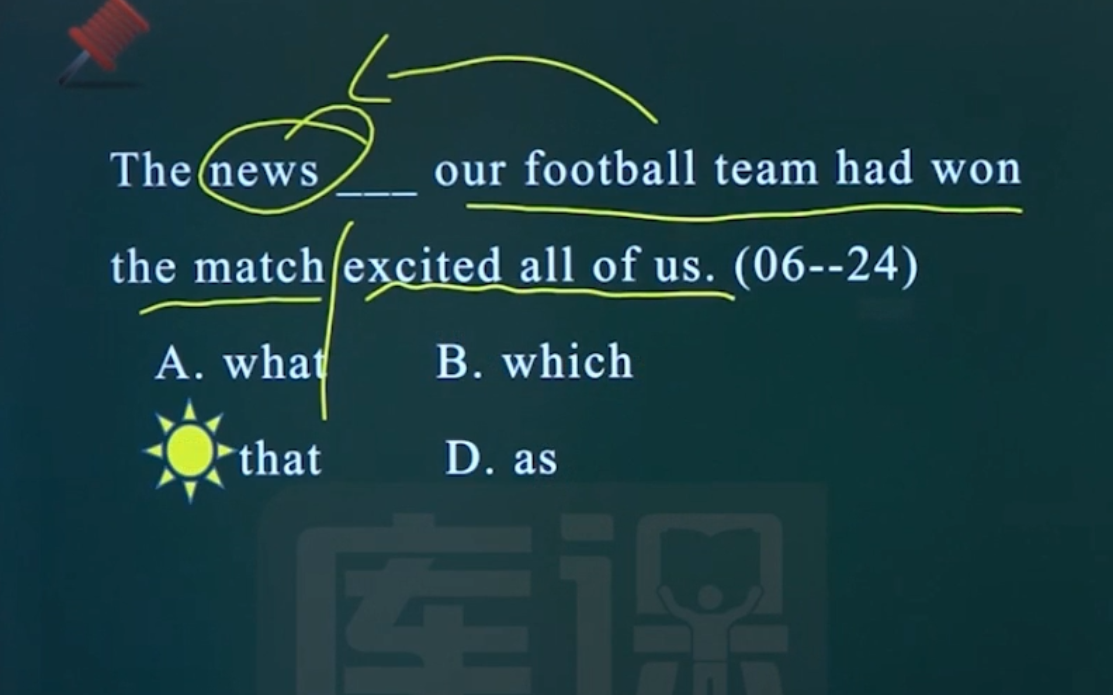 The news ___ our football team had won
the match excited all of us. (06--24)
A. what B. which
that D. as
库课